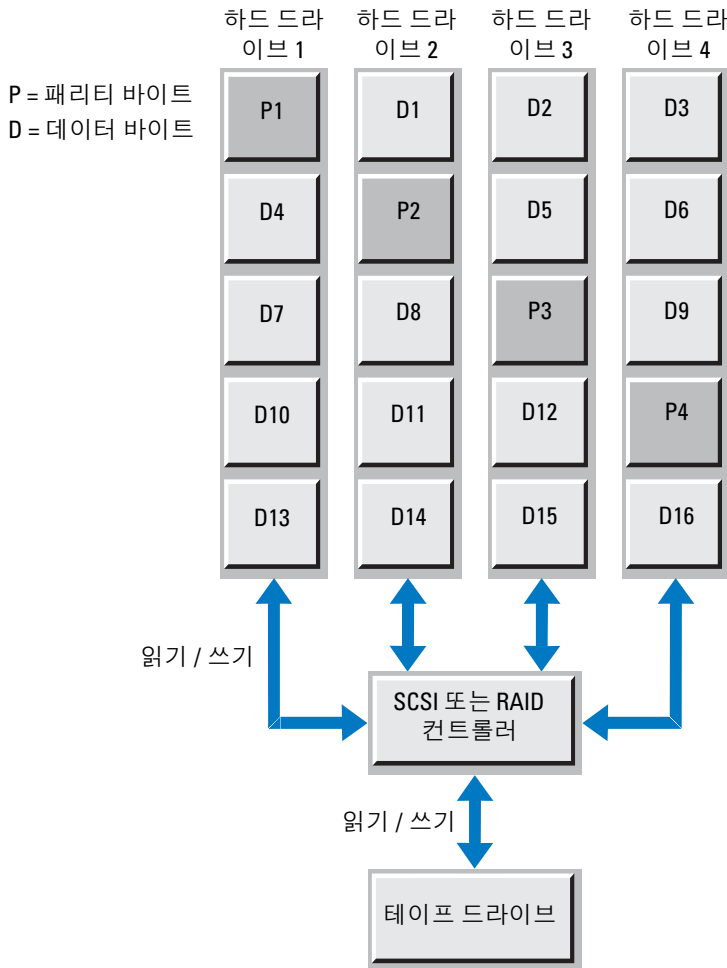 하드 드라
이브 1
하드 드라
이브 2
하드 드라
이브 3
하드 드라
이브 4
P = 패리티 바이트
D = 데이터 바이트
P1
D1
D2
D3
D4
P2
D5
D6
D7
D8
P3
D9
D10
D11
D12
P4
D13
D14
D15
D16
읽기 / 쓰기
SCSI 또는 RAID
컨트롤러
읽기 / 쓰기
테이프 드라이브